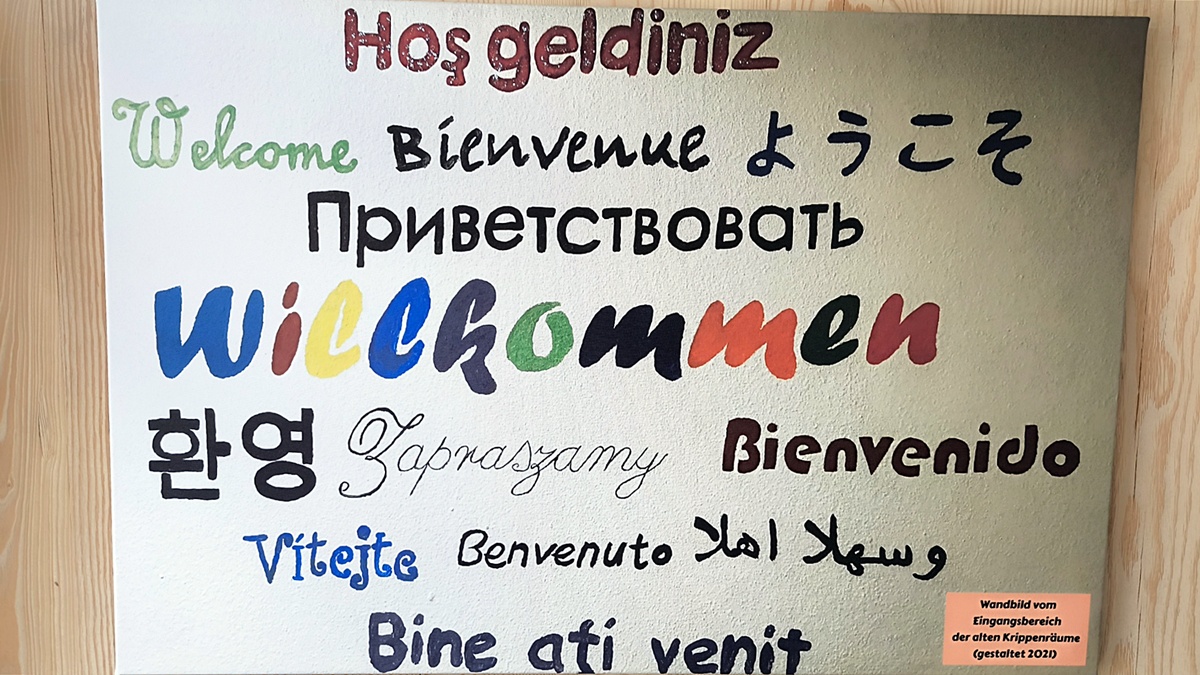 Hoş geldiniz
Welcome Bienvenue ようこそ
Приветствовать
Willkommen
환영 Zapraszamy Bienvenido
Vítejte Benvenuto اهلا وسهلا
Bine ați venit
Wandbild vom
Eingangsbereich
der alten Krippenräume
(gestaltet 2021)